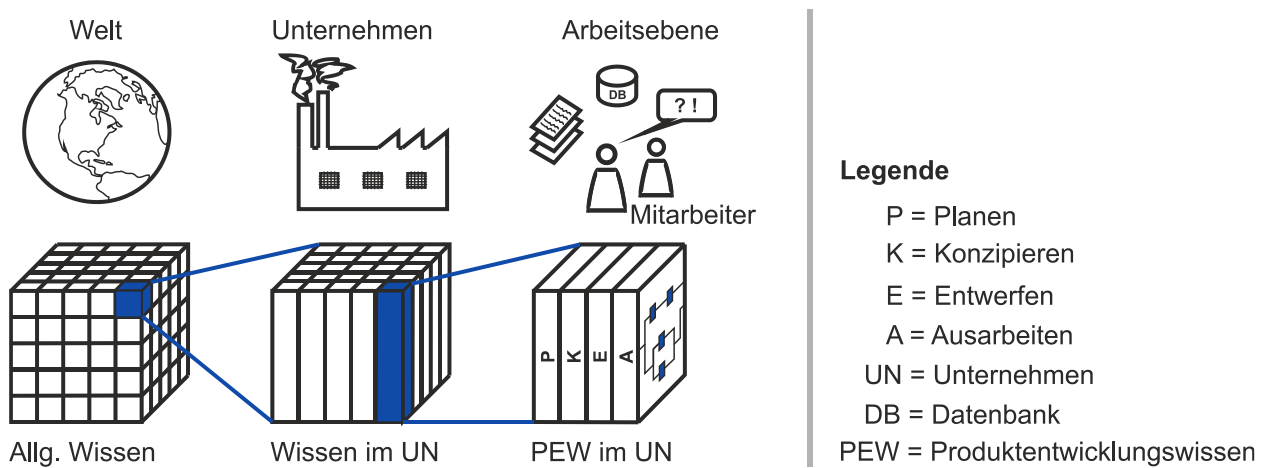 Welt
Unternehmen
Arbeitsebene
DB
? !
Mitarbeiter
P
K
E
A
Allg. Wissen
Wissen im UN
PEW im UN
Legende
P = Planen
K = Konzipieren
E = Entwerfen
A = Ausarbeiten
UN = Unternehmen
DB = Datenbank
PEW = Produktentwicklungswissen